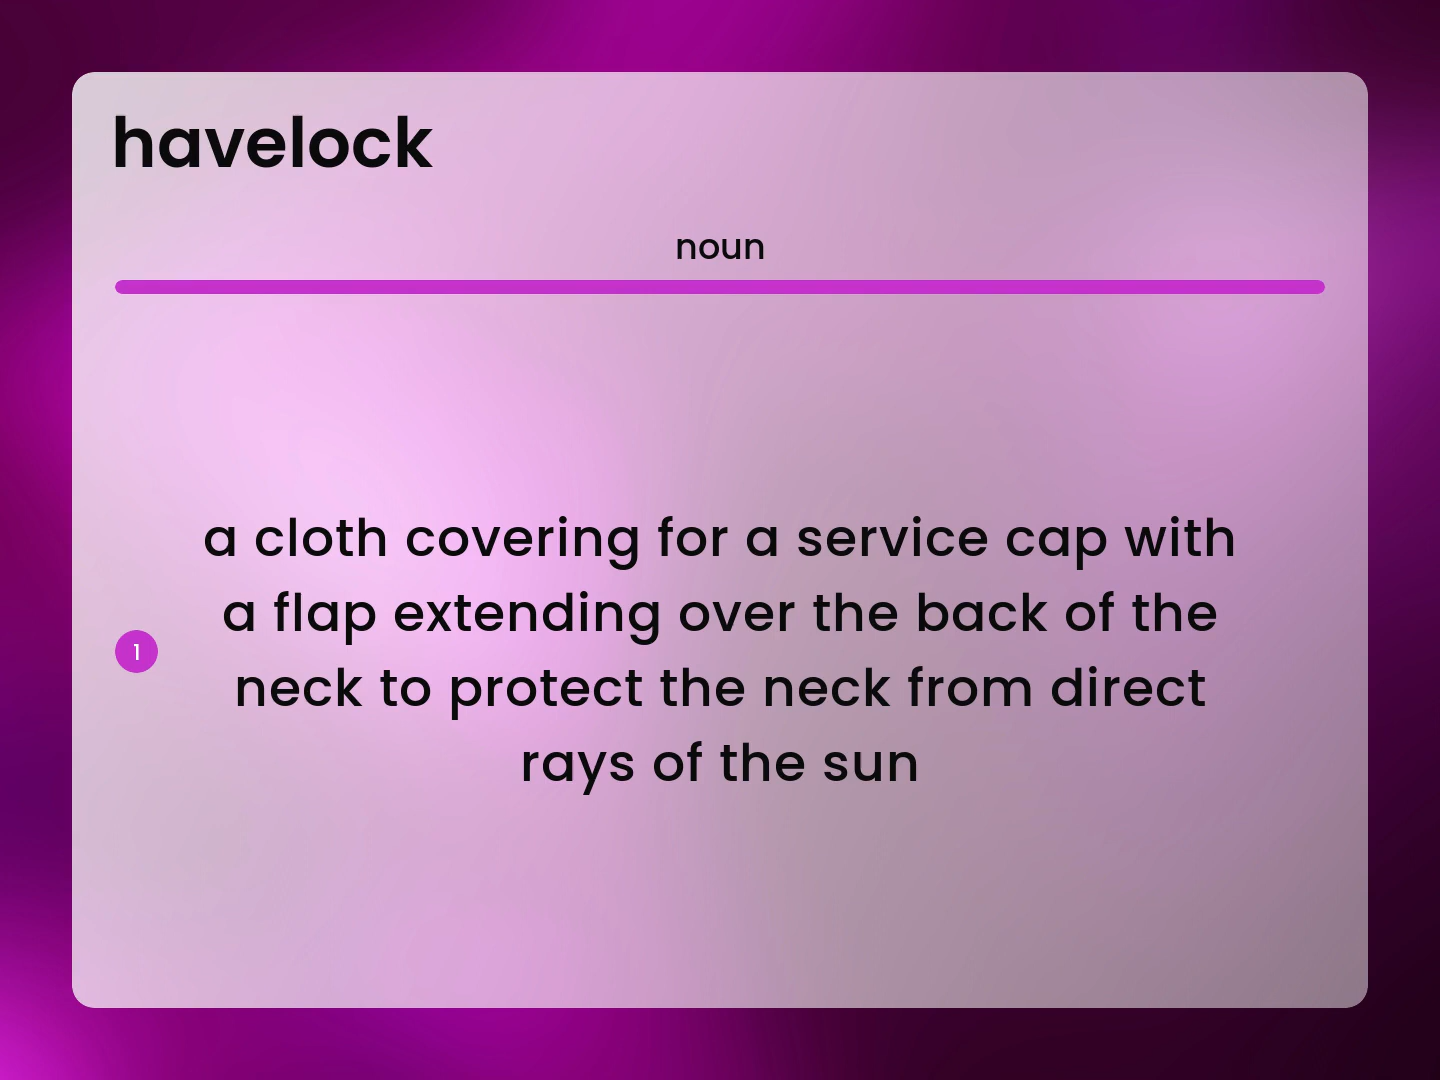 havelock
noun
1
a cloth covering for a service cap with
a flap extending over the back of the
neck to protect the neck from direct
rays of the sun